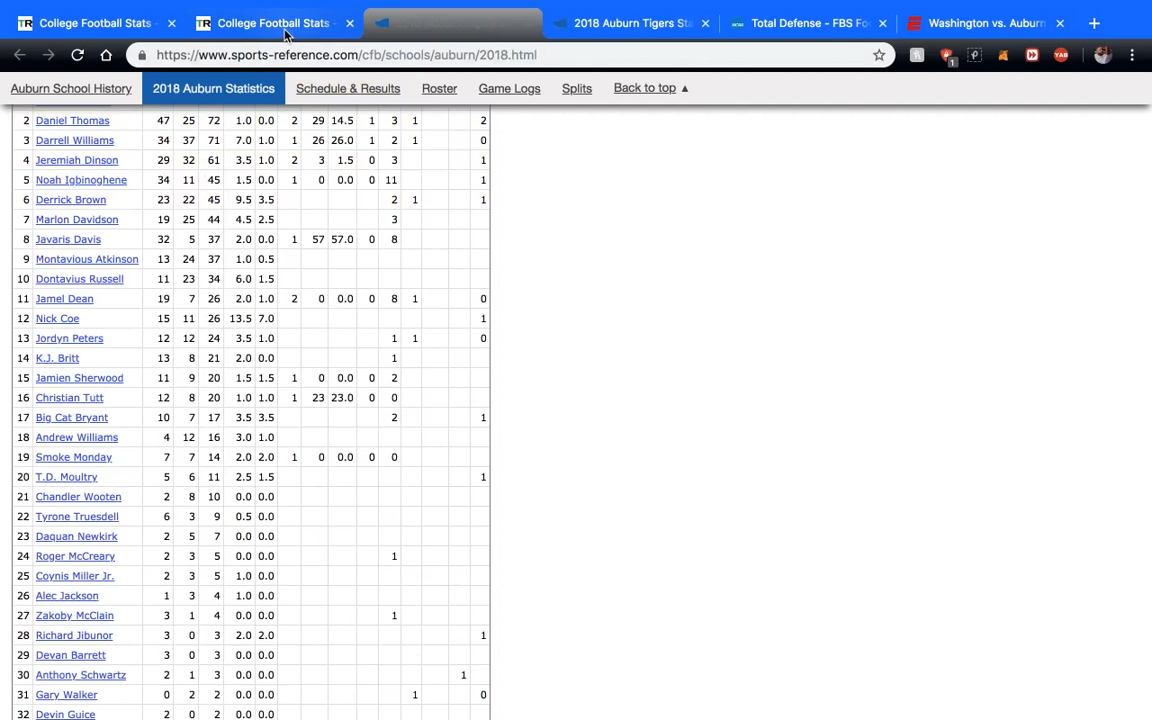 College Football Stats - College Football Stats - 2018 Auburn Tigers Sta Total Defense - FBS Fo Washington vs. Auburn
https://www.sports-reference.com/cfb/schools/auburn/2018.html 1 YAB
Auburn School History 2018 Auburn Statistics Schedule & Results Roster Game Logs Splits Back to top ▲
2 Daniel Thomas 47 25 72 1.0 0.0 2 29 14.5 1 3 1 2
3 Darrell Williams 34 37 71 7.0 1.0 1 26 26.0 1 2 1 0
4 Jeremiah Dinson 29 32 61 3.5 1.0 2 3 1.5 0 3 1
5 Noah Igbinoghene 34 11 45 1.5 0.0 1 0 0.0 0 11 1
6 Derrick Brown 23 22 45 9.5 3.5 2 1 1
7 Marlon Davidson 19 25 44 4.5 2.5 3
8 Javaris Davis 32 5 37 2.0 0.0 1 57 57.0 0 8
9 Montavious Atkinson 13 24 37 1.0 0.5
10 Dontavius Russell 11 23 34 6.0 1.5
11 Jamel Dean 19 7 26 2.0 1.0 2 0 0.0 0 8 1 0
12 Nick Coe 15 11 26 13.5 7.0 1
13 Jordyn Peters 12 12 24 3.5 1.0 1 1 0
14 K.J. Britt 13 8 21 2.0 0.0 1
15 Jamien Sherwood 11 9 20 1.5 1.5 1 0 0.0 0 2
16 Christian Tutt 12 8 20 1.0 1.0 1 23 23.0 0 0
17 Big Cat Bryant 10 7 17 3.5 3.5 2 1
18 Andrew Williams 4 12 16 3.0 1.0
19 Smoke Monday 7 7 14 2.0 2.0 1 0 0.0 0 0
20 T.D. Moultry 5 6 11 2.5 1.5 1
21 Chandler Wooten 2 8 10 0.0 0.0
22 Tyrone Truesdell 6 3 9 0.5 0.0
23 Daquan Newkirk 2 5 7 0.0 0.0
24 Roger McCreary 2 3 5 0.0 0.0 1
25 Coynis Miller Jr. 2 3 5 1.0 0.0
26 Alec Jackson 1 3 4 1.0 0.0
27 Zakoby McClain 3 1 4 0.0 0.0 1
28 Richard Jibunor 3 0 3 2.0 2.0 1
29 Devan Barrett 3 0 3 0.0 0.0
30 Anthony Schwartz 2 1 3 0.0 0.0 1
31 Gary Walker 0 2 2 0.0 0.0 1 0
32 Devin Guice 2 0 2 0.0 0.0